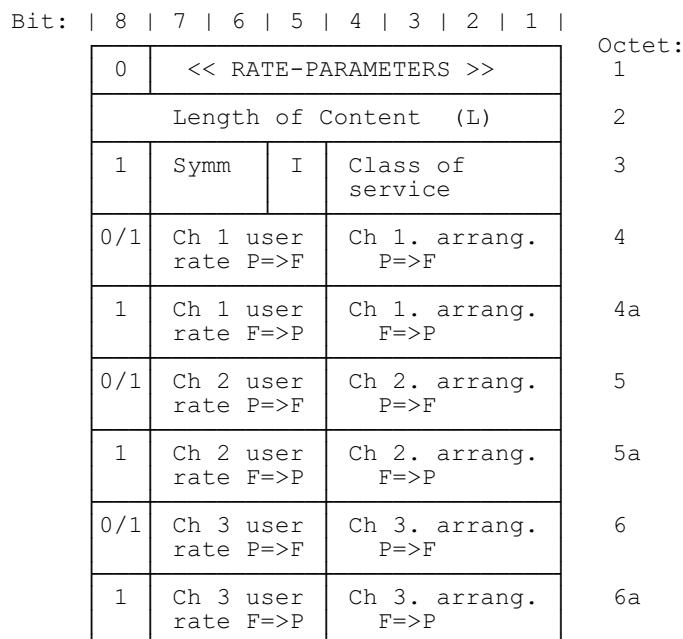 Bit: | 8 | 7 | 6 | 5 | 4 | 3 | 2 | 1 |
Octet:
0 << RATE-PARAMETERS >> 1
Length of Content (L) 2
1 Symm I Class of 3
service
0/1 Ch 1 user Ch 1. arrang. 4
rate P=>F P=>F
1 Ch 1 user Ch 1. arrang. 4a
rate F=>P F=>P
0/1 Ch 2 user Ch 2. arrang. 5
rate P=>F P=>F
1 Ch 2 user Ch 2. arrang. 5a
rate F=>P F=>P
0/1 Ch 3 user Ch 3. arrang. 6
rate P=>F P=>F
1 Ch 3 user Ch 3. arrang. 6a
rate F=>P F=>P